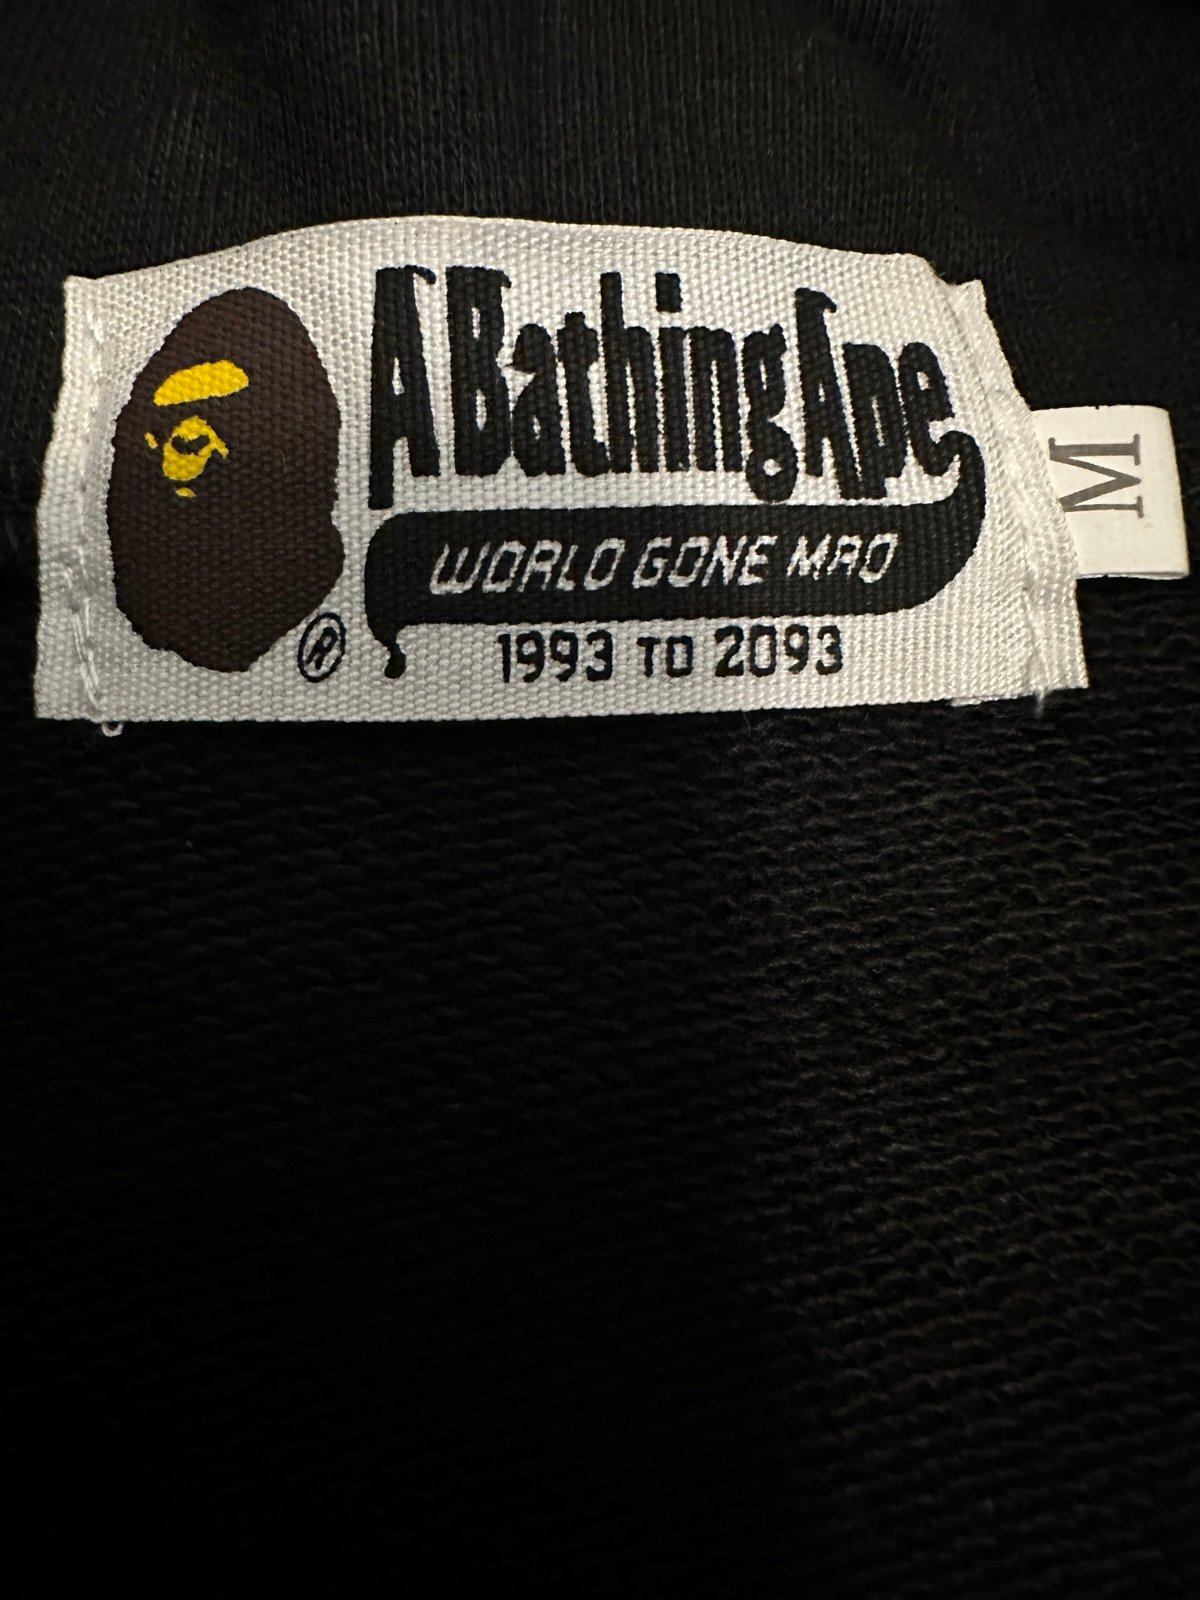 A Bathing Ape
WORLD GONE MAD
1993 TO 2093
®
M